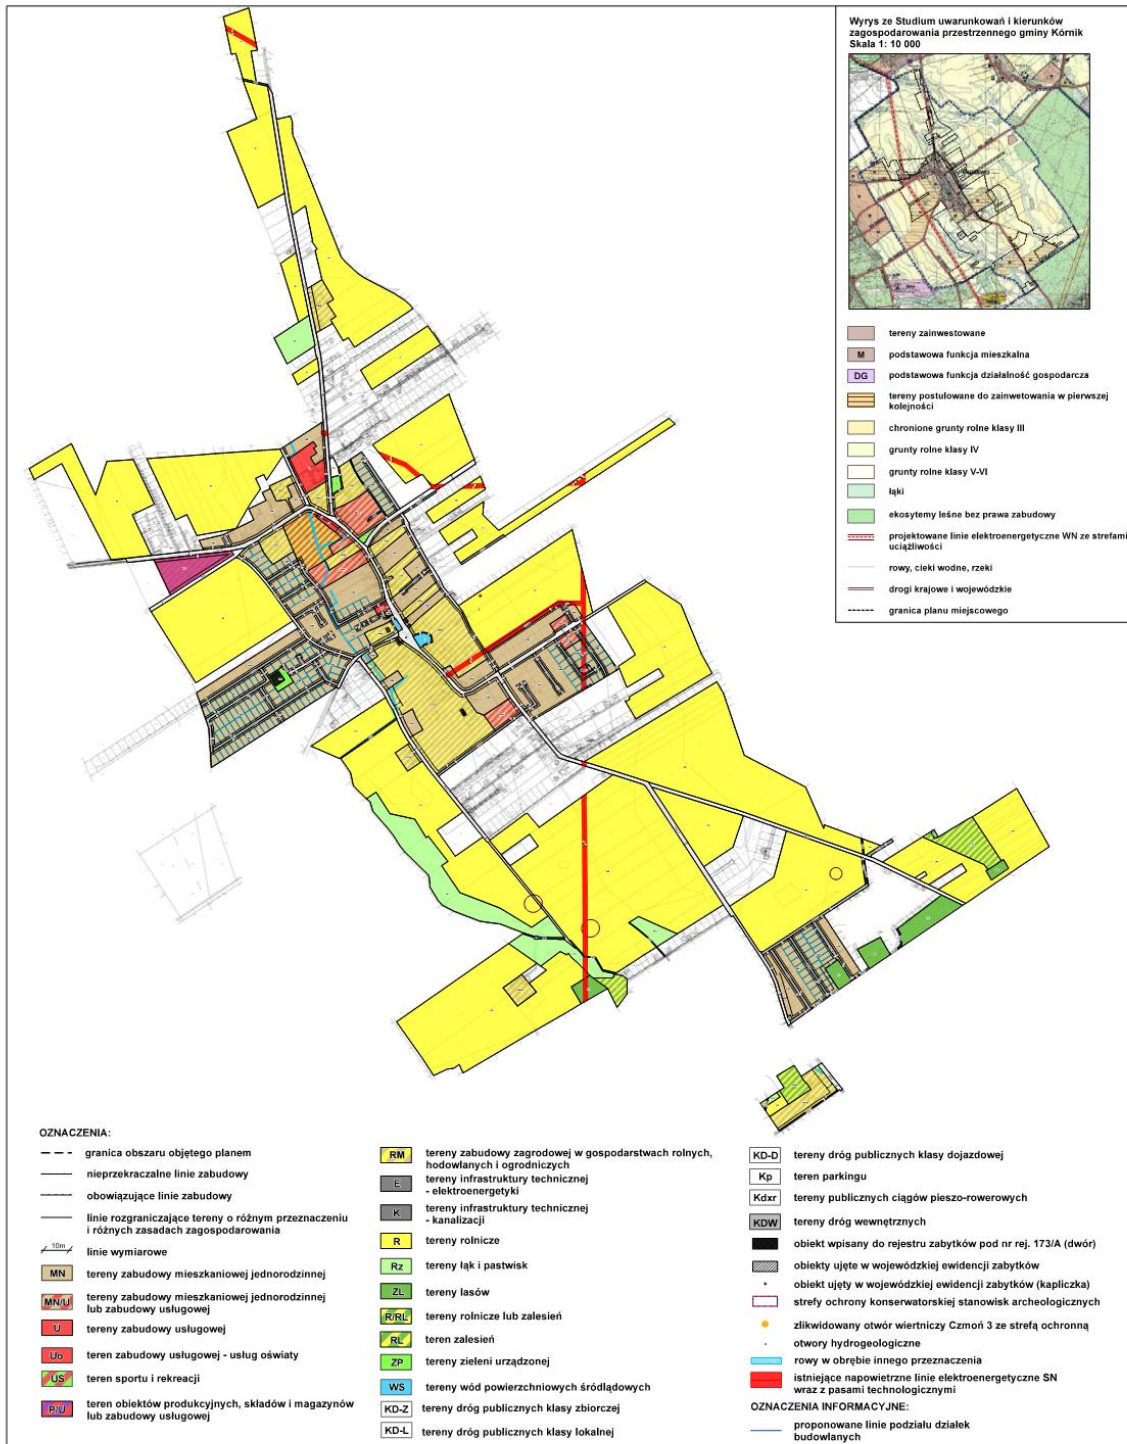 Wyrys ze Studium uwarunkowań i kierunków
zagospodarowania przestrzennego gminy Kórnik
Skala 1: 10 000
tereny zainwestowane
M podstawowa funkcja mieszkalna
DG podstawowa funkcja działalność gospodarcza
tereny postulowane do zainwetowania w pierwszej
kolejności
chronione grunty rolne klasy III
grunty rolne klasy IV
grunty rolne klasy V-VI
łąki
ekosytemy leśne bez prawa zabudowy
projektowane linie elektroenergetyczne WN ze strefami
uciążliwości
rowy, cieki wodne, rzeki
drogi krajowe i wojewódzkie
granica planu miejscowego
OZNACZENIA:
granica obszaru objętego planem
nieprzekraczalne linie zabudowy
obowiązujące linie zabudowy
linie rozgraniczające tereny o różnym przeznaczeniu
i różnych zasadach zagospodarowania
10m linie wymiarowe
MN tereny zabudowy mieszkaniowej jednorodzinnej
MN/U tereny zabudowy mieszkaniowej jednorodzinnej
lub zabudowy usługowej
U tereny zabudowy usługowej
Uo teren zabudowy usługowej - usług oświaty
US teren sportu i rekreacji
P/U teren obiektów produkcyjnych, składów i magazynów
lub zabudowy usługowej
RM tereny zabudowy zagrodowej w gospodarstwach rolnych,
hodowlanych i ogrodniczych
E tereny infrastruktury technicznej
- elektroenergetyki
K tereny infrastruktury technicznej
- kanalizacji
R tereny rolnicze
Rz tereny łąk i pastwisk
ZL tereny lasów
R/RL tereny rolnicze lub zalesień
RL teren zalesień
ZP tereny zieleni urządzonej
WS tereny wód powierzchniowych śródlądowych
KD-Z tereny dróg publicznych klasy zbiorczej
KD-L tereny dróg publicznych klasy lokalnej
KD-D tereny dróg publicznych klasy dojazdowej
Kp teren parkingu
Kdxr tereny publicznych ciągów pieszo-rowerowych
KDW tereny dróg wewnętrznych
obiekt wpisany do rejestru zabytków pod nr rej. 173/A (dwór)
obiekty ujęte w wojewódzkiej ewidencji zabytków
obiekt ujęty w wojewódzkiej ewidencji zabytków (kapliczka)
strefy ochrony konserwatorskiej stanowisk archeologicznych
zlikwidowany otwór wiertniczy Czmoń 3 ze strefą ochronną
otwory hydrogeologiczne
rowy w obrębie innego przeznaczenia
istniejące napowietrzne linie elektroenergetyczne SN
wraz z pasami technologicznymi
OZNACZENIA INFORMACYJNE:
proponowane linie podziału działek
budowlanych